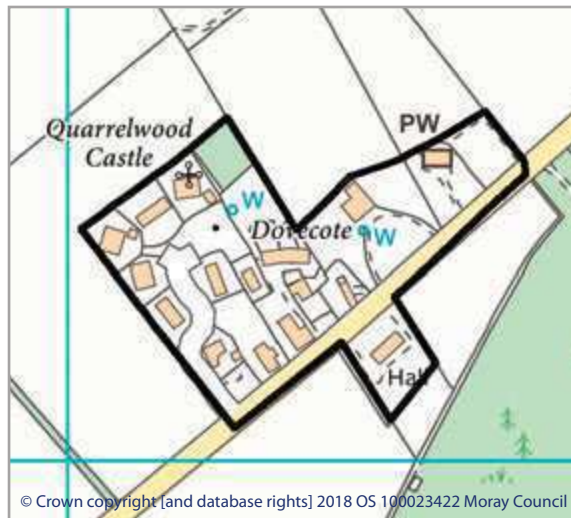 PW
Quarrelwood
Castle
W
Dovecote
W
Hall
© Crown copyright [and database rights] 2018 OS 100023422 Moray Council